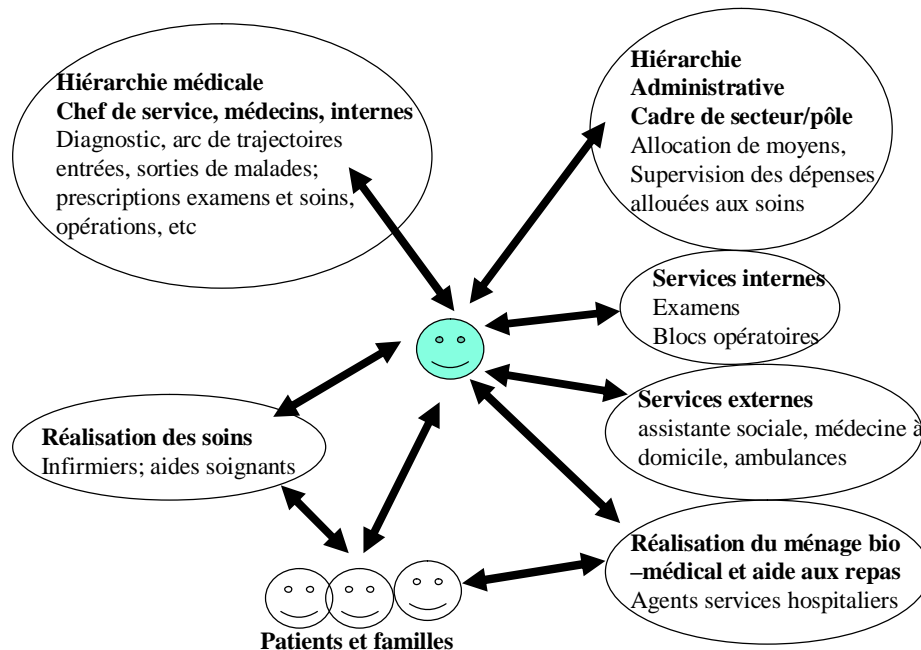 Hiérarchie médicale
Chef de service, médecins, internes
Diagnostic, arc de trajectoires
entrées, sorties de malades;
prescriptions examens et soins,
opérations, etc
Hiérarchie
Administrative
Cadre de secteur/pôle
Allocation de moyens,
Supervision des dépenses
allouées aux soins
Services internes
Examens
Blocs opératoires
Services externes
assistante sociale, médecine à
domicile, ambulances
Réalisation des soins
Infirmiers; aides soignants
Réalisation du ménage bio
–médical et aide aux repas
Agents services hospitaliers
Patients et familles